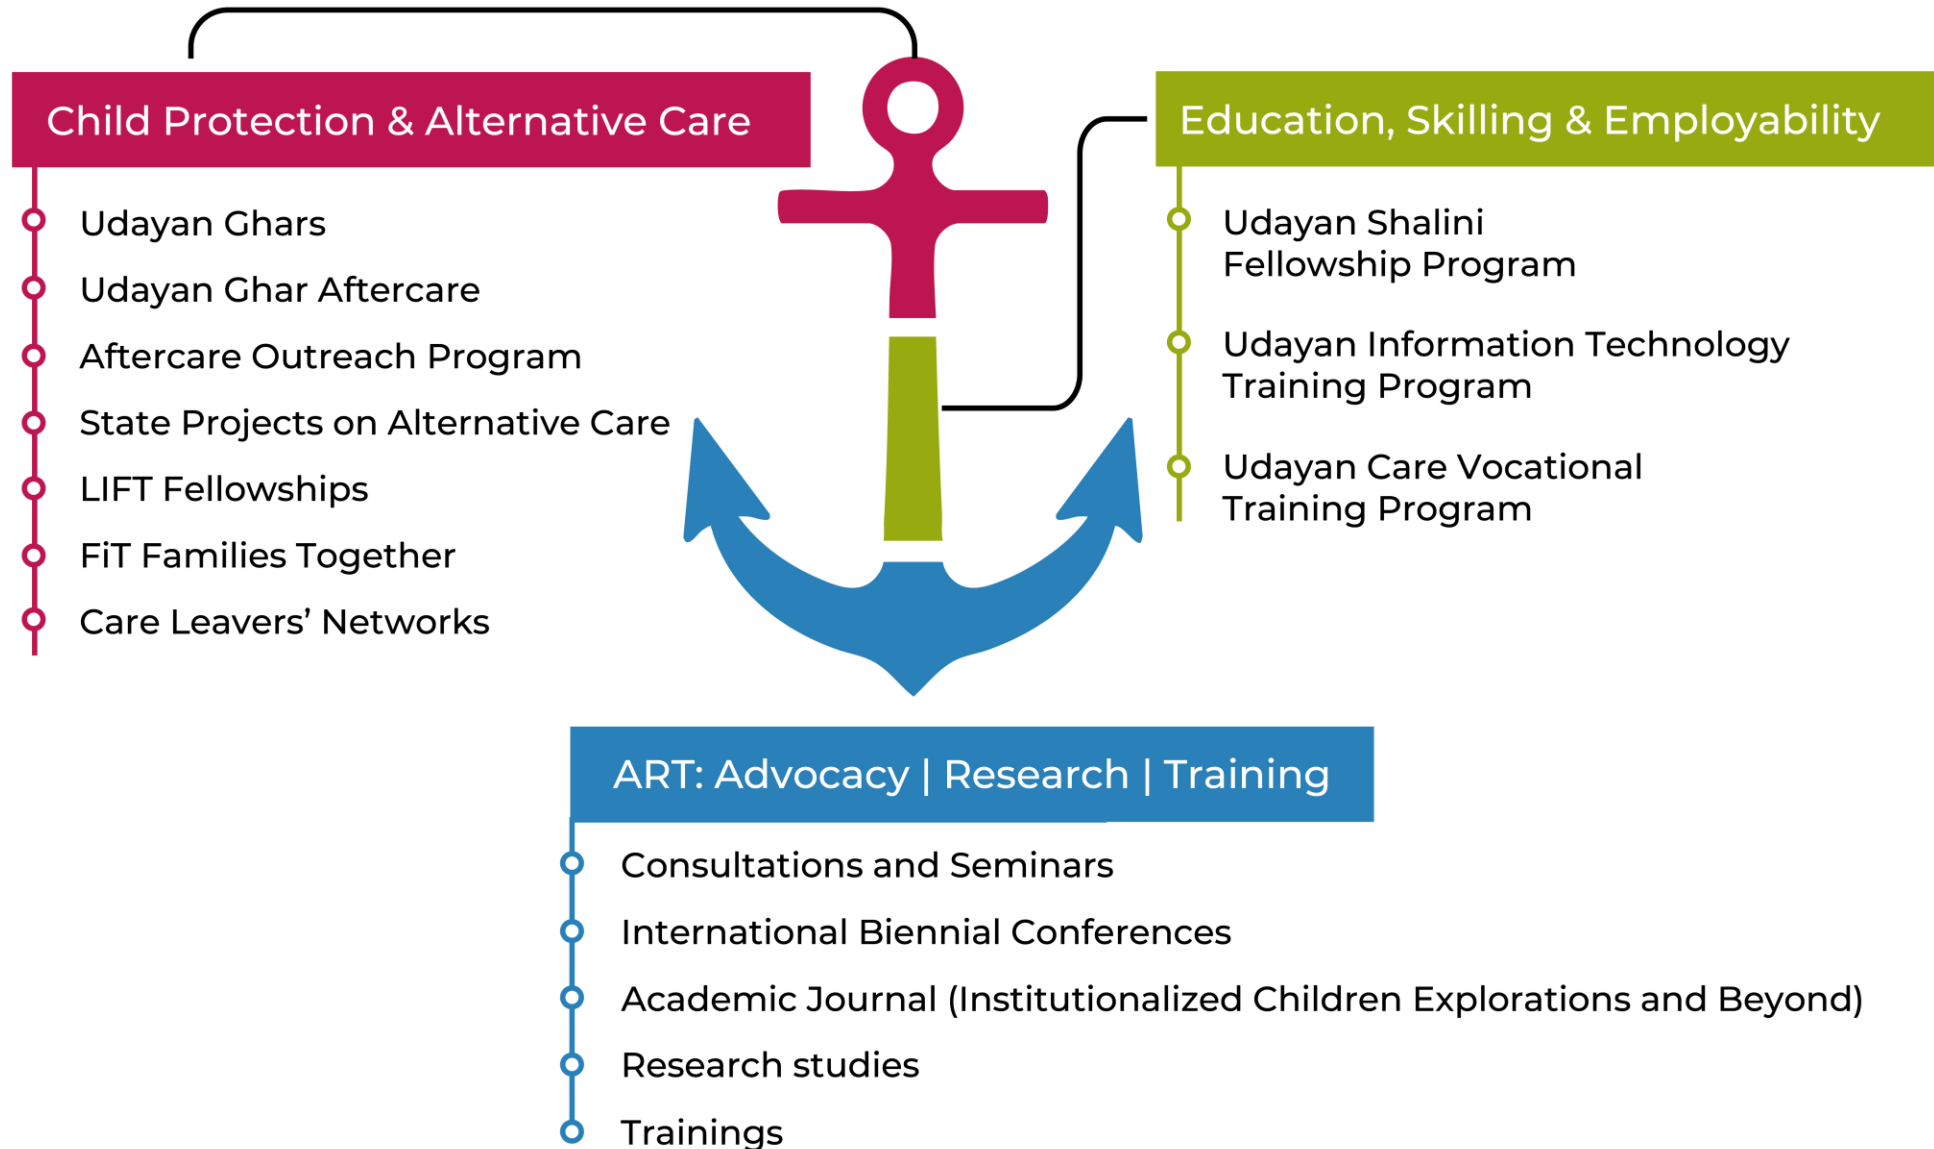 Child Protection & Alternative Care
Udayan Ghars
Udayan Ghar Aftercare
Aftercare Outreach Program
State Projects on Alternative Care
LIFT Fellowships
FiT Families Together
Care Leavers’ Networks
Education, Skilling & Employability
Udayan Shalini
Fellowship Program
Udayan Information Technology
Training Program
Udayan Care Vocational
Training Program
ART: Advocacy | Research | Training
Consultations and Seminars
International Biennial Conferences
Academic Journal (Institutionalized Children Explorations and Beyond)
Research studies
Trainings